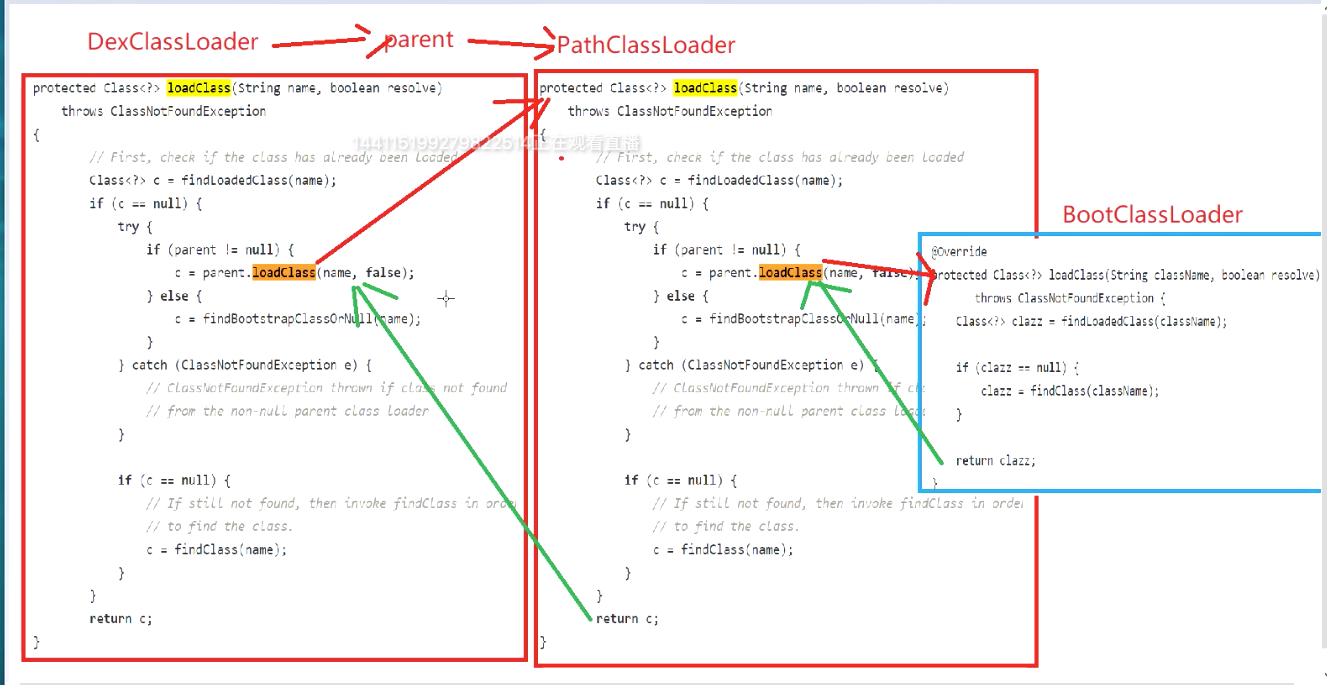 DexClassLoader parent PathClassLoader
protected Class<?> loadClass(String name, boolean resolve)
throws ClassNotFoundException
{
// First, check if the class has already been loaded
Class<?> c = findLoadedClass(name);
if (c == null) {
try {
if (parent != null) {
c = parent.loadClass(name, false);
} else {
c = findBootstrapClassOrNull(name);
}
} catch (ClassNotFoundException e) {
// ClassNotFoundException thrown if class not found
// from the non-null parent class loader
}
if (c == null) {
// If still not found, then invoke findClass in order
// to find the class.
c = findClass(name);
}
}
return c;
}
protected Class<?> loadClass(String name, boolean resolve)
throws ClassNotFoundException
{
正在观看直播
// First, check if the class has already been loaded
Class<?> c = findLoadedClass(name);
if (c == null) {
try {
if (parent != null) {
c = parent.loadClass(name, false);
} else {
c = findBootstrapClassOrNull(name);
}
} catch (ClassNotFoundException e) {
// ClassNotFoundException thrown if
// from the non-null parent class
}
if (c == null) {
// If still not found, then invoke findClass in order
// to find the class.
c = findClass(name);
}
}
return c;
}
BootClassLoader
@Override
protected Class<?> loadClass(String className, boolean resolve)
throws ClassNotFoundException {
Class<?> clazz = findLoadedClass(className);
if (clazz == null) {
clazz = findClass(className);
}
return clazz;
}